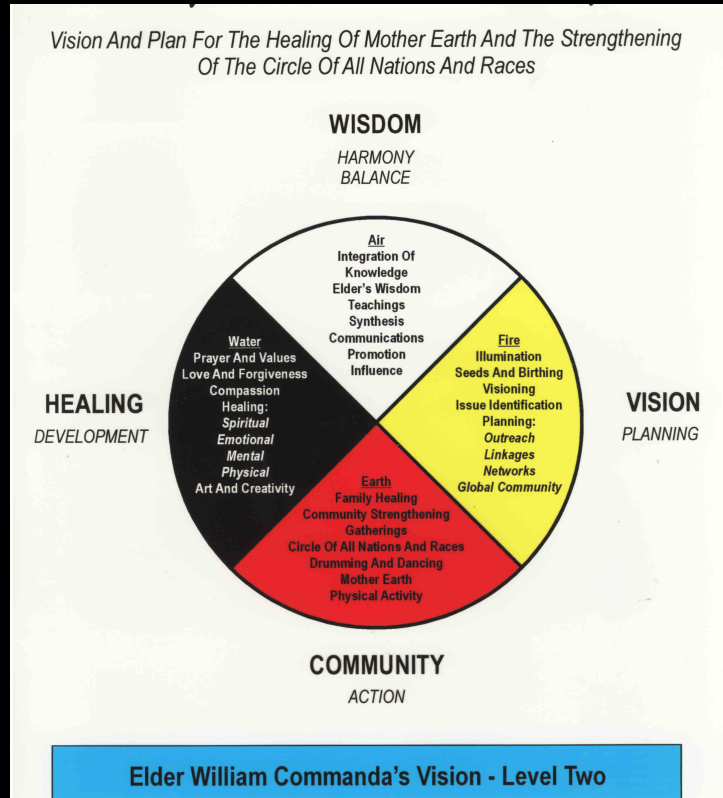 Vision And Plan For The Healing Of Mother Earth And The Strengthening
Of The Circle Of All Nations And Races
WISDOM
HARMONY
BALANCE
Air
Integration Of
Knowledge
Elder's Wisdom
Teachings
Synthesis
Communications
Promotion
Influence
Water
Prayer And Values
Love And Forgiveness
Compassion
Healing:
Spiritual
Emotional
Mental
Physical
Art And Creativity
Fire
Illumination
Seeds And Birthing
Visioning
Issue Identification
Planning:
Outreach
Linkages
Networks
Global Community
HEALING
DEVELOPMENT
VISION
PLANNING
Earth
Family Healing
Community Strengthening
Gatherings
Circle Of All Nations And Races
Drumming And Dancing
Mother Earth
Physical Activity
COMMUNITY
ACTION
Elder William Commanda's Vision - Level Two